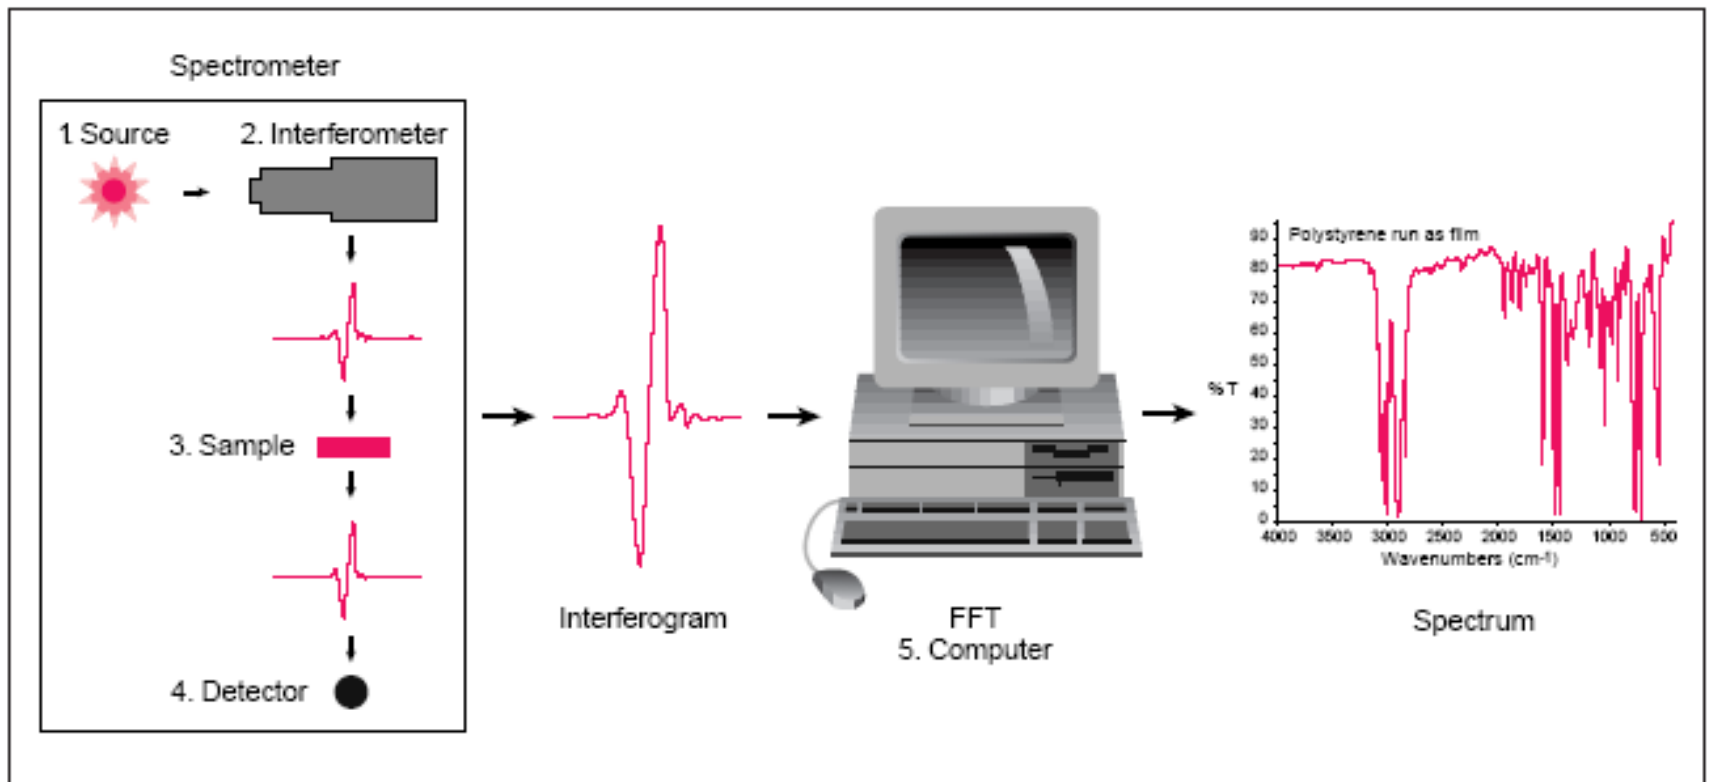 Spectrometer
1. Source
2. Interferometer
3. Sample
4. Detector
Interferogram
FFT
5. Computer
Polystyrene run as film
90
80
70
60
50
40
30
20
10
0
% T
4000 3500 3000 2500 2000 1500 1000 500
Wavenumbers (cm-1)
Spectrum